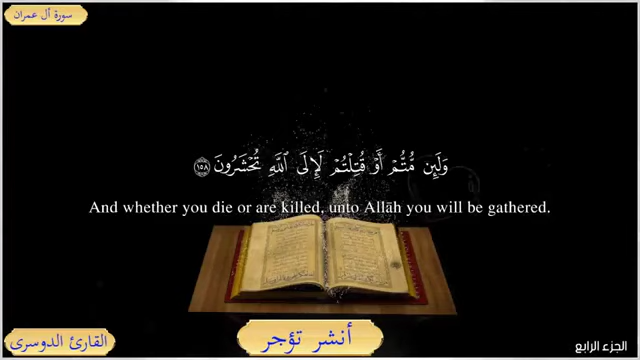 سورة آل عمران
وَلَئِن مُّتُّمْ أَوْ قُتِلْتُمْ لَإِلَى ٱللَّهِ تُحْشَرُونَ ١٥٨
And whether you die or are killed, unto Allāh you will be gathered.
القارئ الدوسرى
أنشر تؤجر
الجزء الرابع